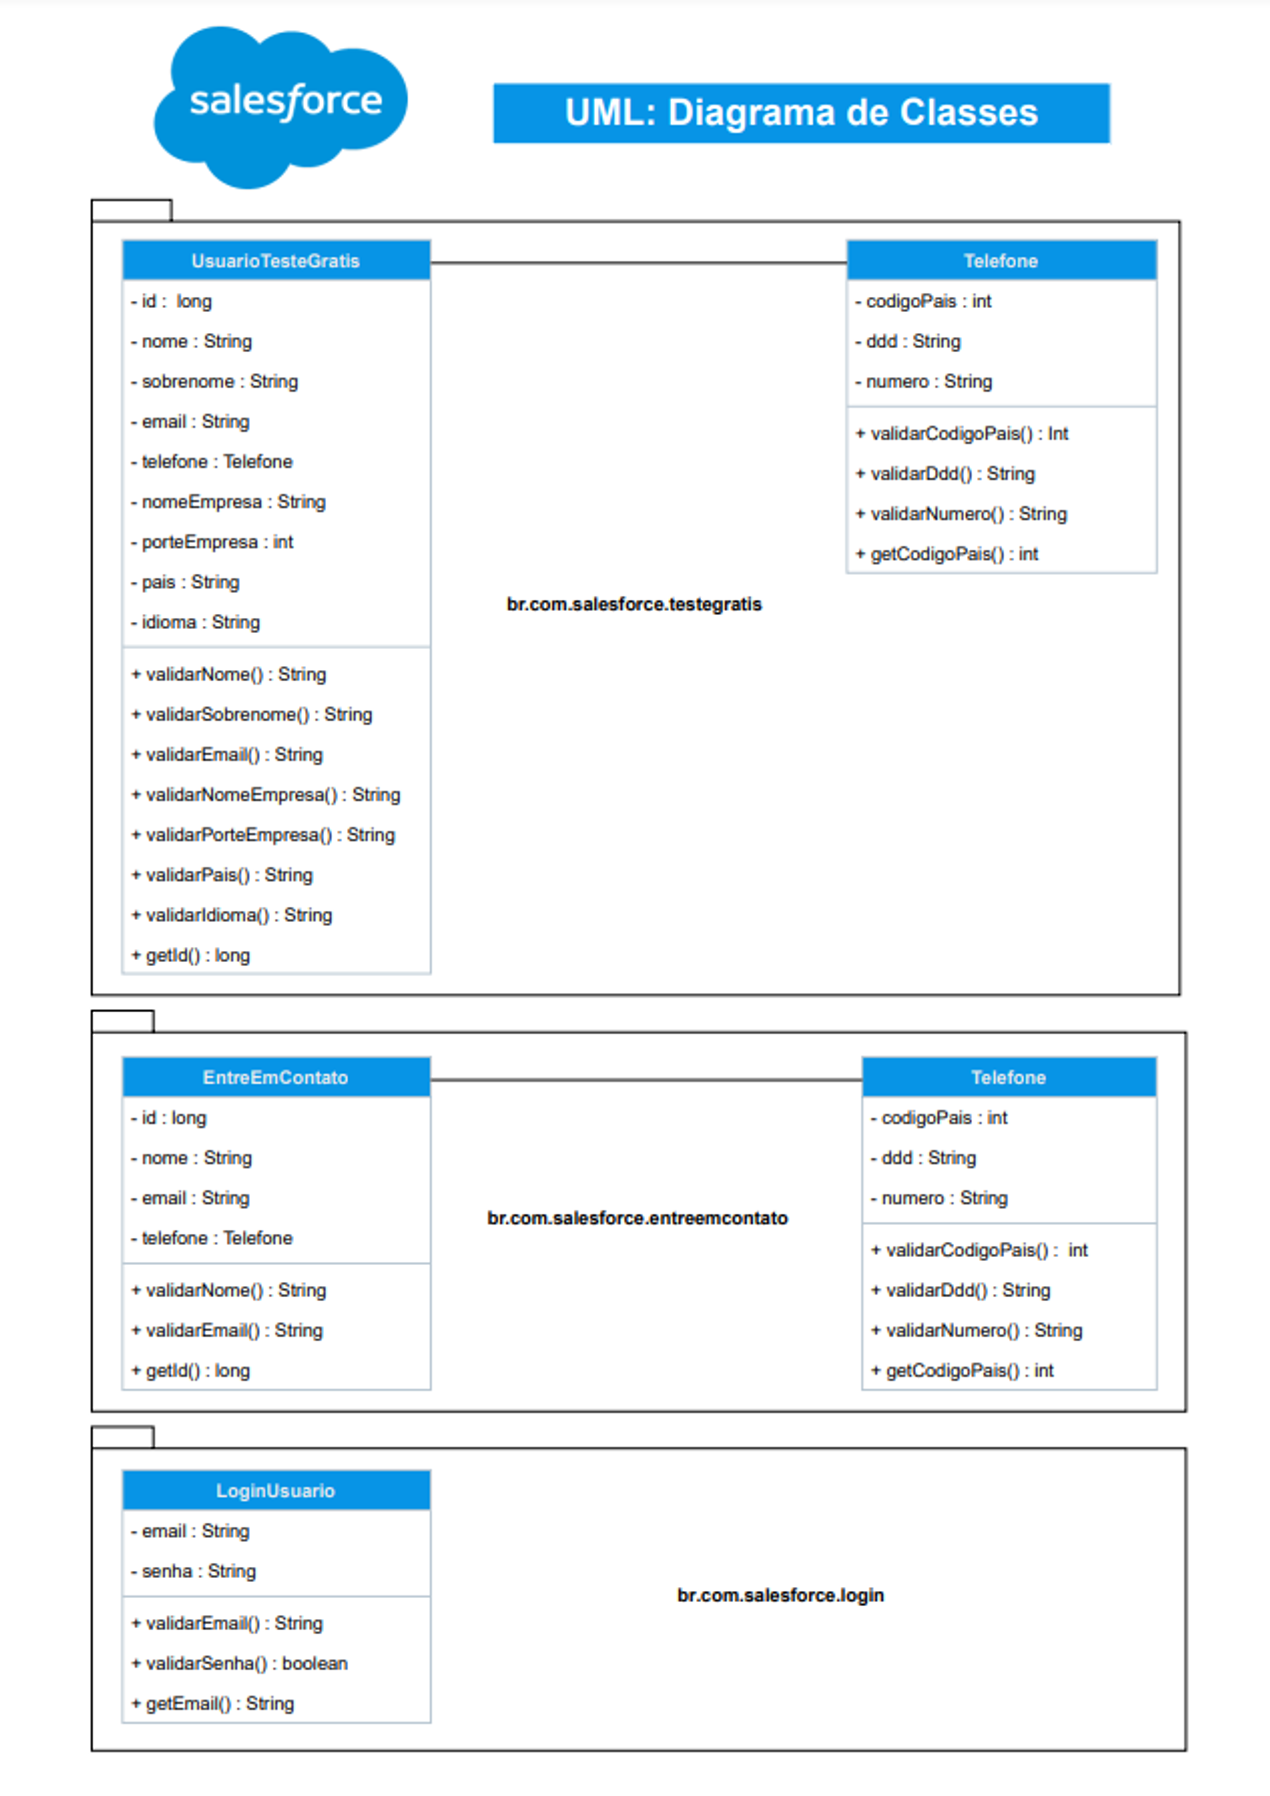 salesforce
UML: Diagrama de Classes
UsuarioTesteGratis
- id :  long
- nome : String
- sobrenome : String
- email : String
- telefone : Telefone
- nomeEmpresa : String
- porteEmpresa : int
- pais : String
- idioma : String
+ validarNome() : String
+ validarSobrenome() : String
+ validarEmail() : String
+ validarNomeEmpresa() : String
+ validarPorteEmpresa() : String
+ validarPais() : String
+ validarIdioma() : String
+ getId() : long
br.com.salesforce.testegratis
Telefone
- codigoPais : int
- ddd : String
- numero : String
+ validarCodigoPais() : Int
+ validarDdd() : String
+ validarNumero() : String
+ getCodigoPais() : int
EntreEmContato
- id : long
- nome : String
- email : String
- telefone : Telefone
+ validarNome() : String
+ validarEmail() : String
+ getId() : long
br.com.salesforce.entreemcontato
Telefone
- codigoPais : int
- ddd : String
- numero : String
+ validarCodigoPais() :  int
+ validarDdd() : String
+ validarNumero() : String
+ getCodigoPais() : int
LoginUsuario
- email : String
- senha : String
+ validarEmail() : String
+ validarSenha() : boolean
+ getEmail() : String
br.com.salesforce.login